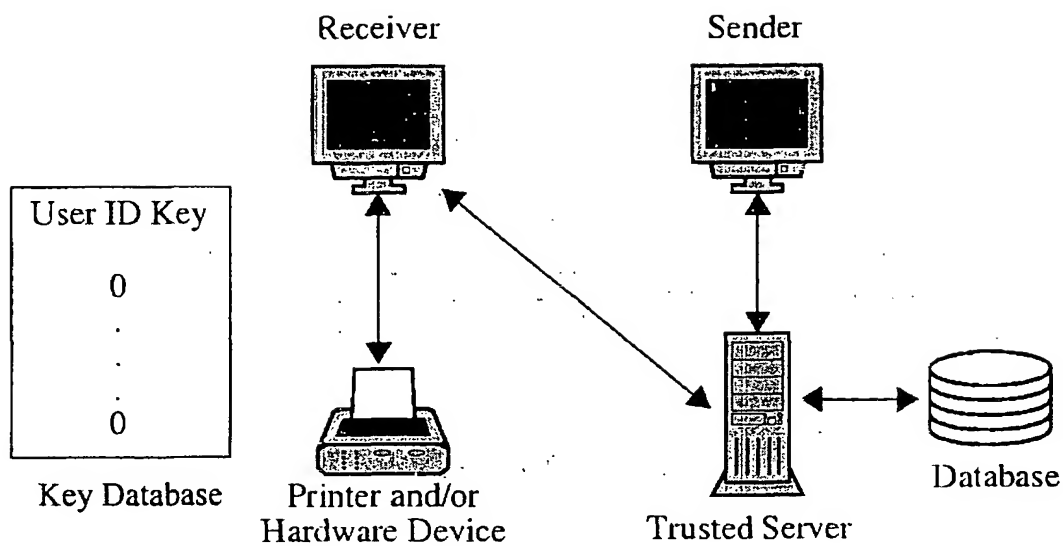 Receiver
Sender
User ID Key
0
.
.
.
0
Key Database
Printer and/or
Hardware Device
Trusted Server
Database